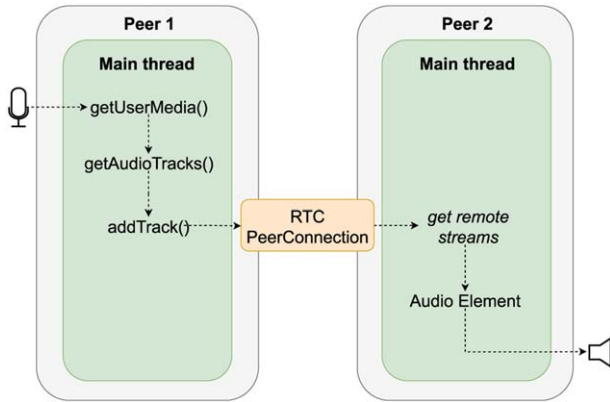 Peer 1
Main thread
getUserMedia()
getAudioTracks()
addTrack()
RTC
PeerConnection
Peer 2
Main thread
get remote
streams
Audio Element